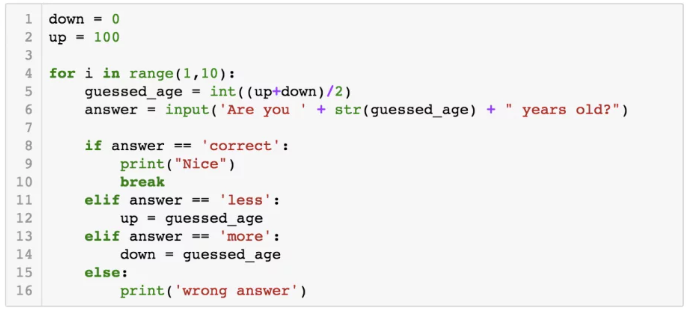 1 down = 0
2 up = 100
3
4 for i in range(1,10):
5     guessed_age = int((up+down)/2)
6     answer = input('Are you ' + str(guessed_age) + " years old?")
7
8     if answer == 'correct':
9         print("Nice")
10         break
11     elif answer == 'less':
12         up = guessed_age
13     elif answer == 'more':
14         down = guessed_age
15     else:
16         print('wrong answer')